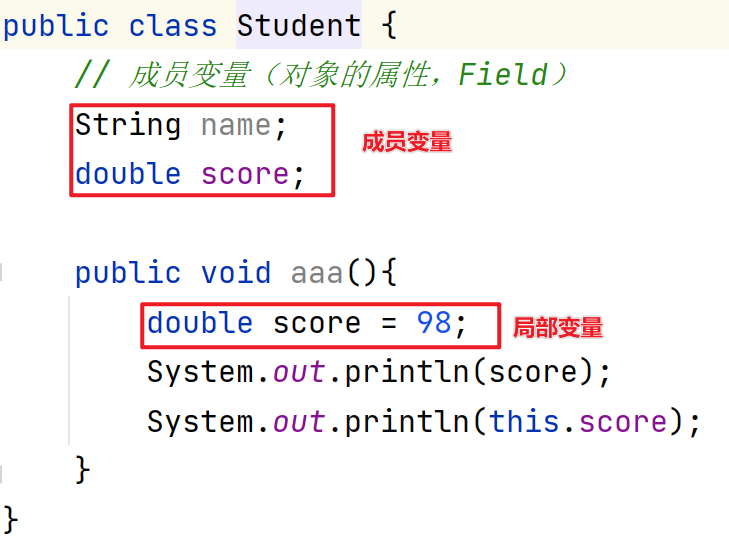 public class Student {
// 成员变量（对象的属性，Field）
String name;
成员变量
double score;
public void aaa(){
double score = 98;
局部变量
System.out.println(score);
System.out.println(this.score);
}
}